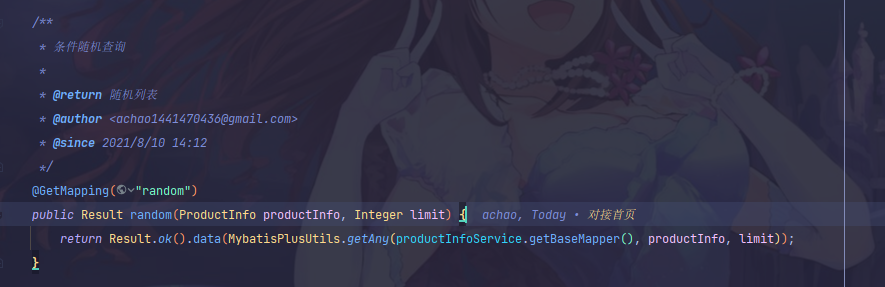 /**
 * 条件随机查询
 *
 * @return 随机列表
 * @author <achao1441470436@gmail.com>
 * @since 2021/8/10 14:12
 */
@GetMapping("random")
public Result random(ProductInfo productInfo, Integer limit) { achao, Today • 对接首页
    return Result.ok().data(MybatisPlusUtils.getAny(productInfoService.getBaseMapper(), productInfo, limit));
}